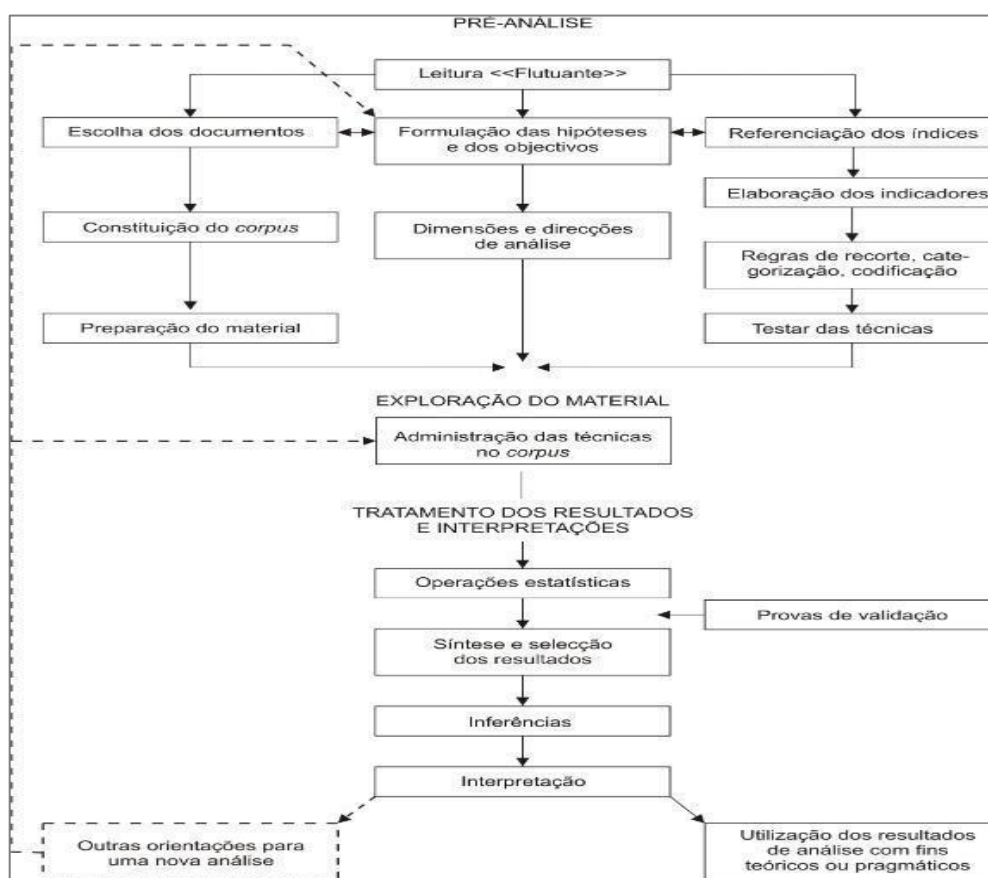 PRÉ-ANÁLISE
Leitura <<Flutuante>>
Escolha dos documentos
Formulação das hipóteses
e dos objectivos
Referenciação dos índices
Elaboração dos indicadores
Constituição do corpus
Dimensões e direcções
de análise
Regras de recorte, cate-
gorização, codificação
Preparação do material
Testar das técnicas
EXPLORAÇÃO DO MATERIAL
Administração das técnicas
no corpus
TRATAMENTO DOS RESULTADOS
E INTERPRETAÇÕES
Operações estatísticas
Provas de validação
Síntese e selecção
dos resultados
Inferências
Interpretação
Outras orientações para
uma nova análise
Utilização dos resultados
de análise com fins
teóricos ou pragmáticos